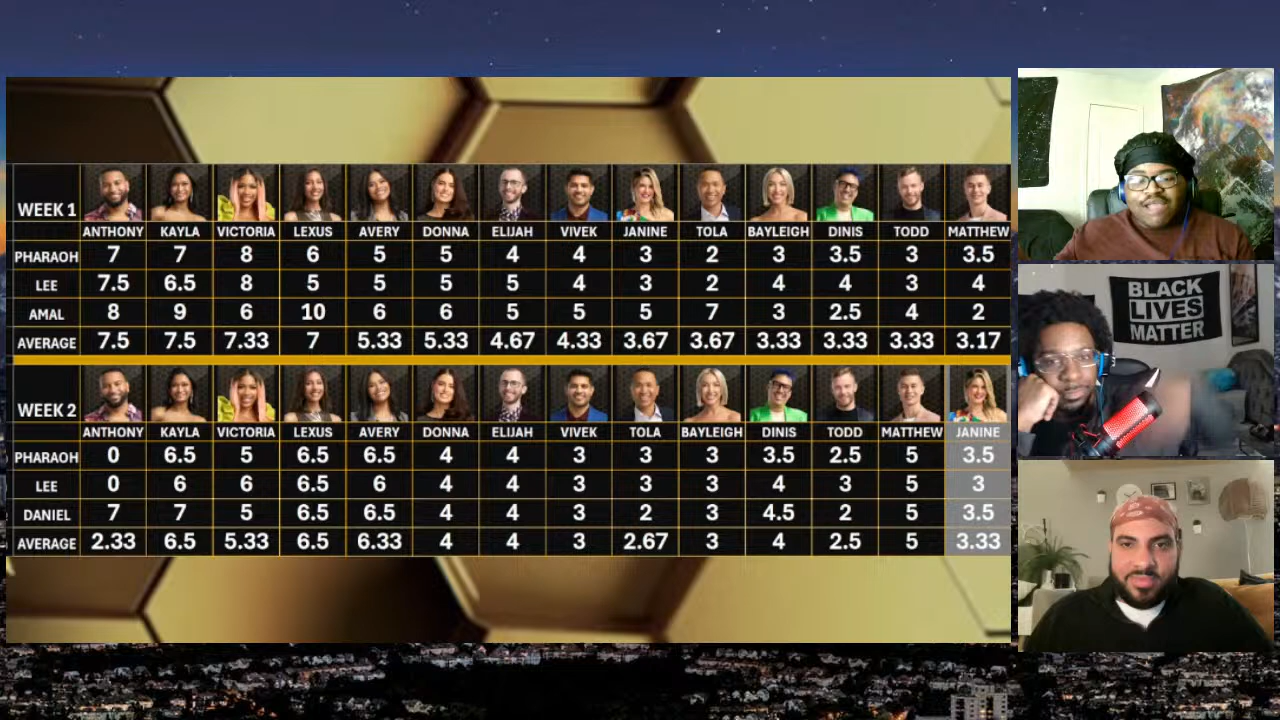 WEEK 1
ANTHONY KAYLA VICTORIA LEXUS AVERY DONNA ELIJAH VIVEK JANINE TOLA BAYLEIGH DINIS TODD MATTHEW
PHARAOH 7 7 8 6 5 5 4 4 3 2 3 3.5 3 3.5
LEE 7.5 6.5 8 5 5 5 5 4 3 2 4 4 3 4
AMAL 8 9 6 10 6 6 5 5 5 7 3 2.5 4 2
AVERAGE 7.5 7.5 7.33 7 5.33 5.33 4.67 4.33 3.67 3.67 3.33 3.33 3.33 3.17
WEEK 2
ANTHONY KAYLA VICTORIA LEXUS AVERY DONNA ELIJAH VIVEK TOLA BAYLEIGH DINIS TODD MATTHEW JANINE
PHARAOH 0 6.5 5 6.5 6.5 4 4 3 3 3 3.5 2.5 5 3.5
LEE 0 6 6 6.5 6 4 4 3 3 3 4 3 5 3
DANIEL 7 7 5 6.5 6.5 4 4 3 2 3 4.5 2 5 3.5
AVERAGE 2.33 6.5 5.33 6.5 6.33 4 4 3 2.67 3 4 2.5 5 3.33
BLACK
LIVES
MATTER